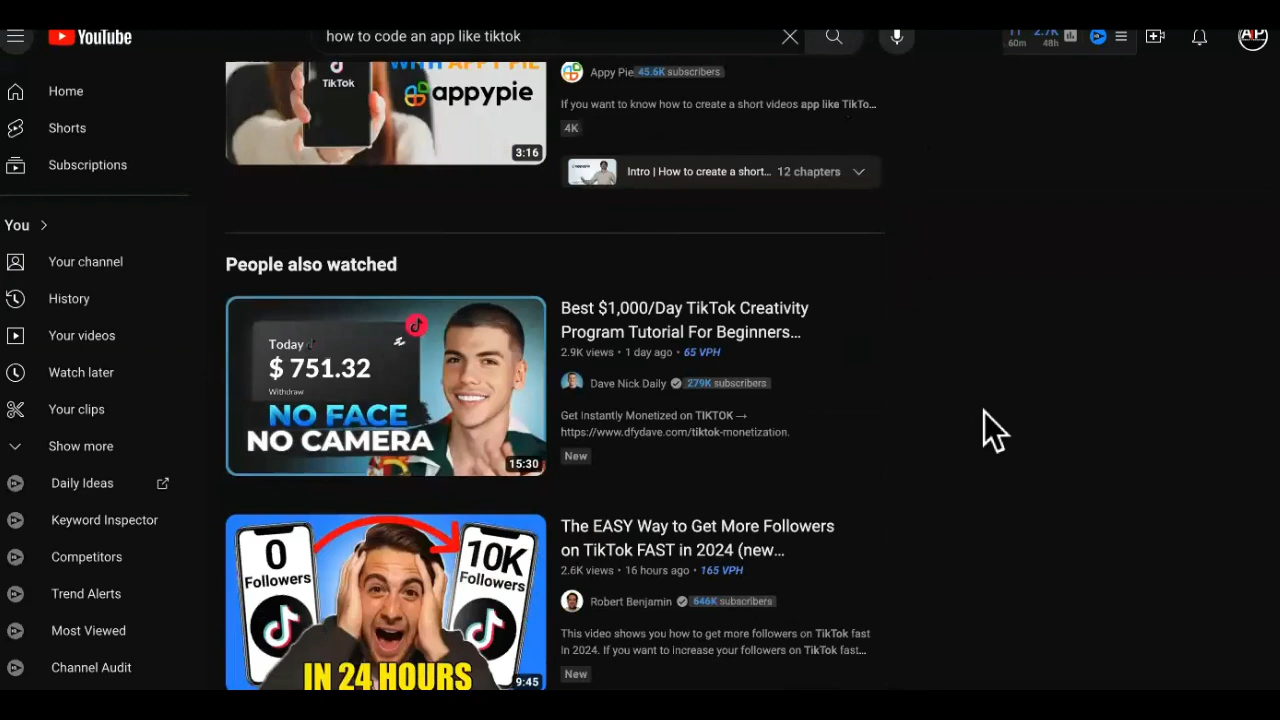 YouTube
how to code an app like tiktok
11
60m
2.7K
48h
Home
Shorts
Subscriptions
You
Your channel
History
Your videos
Watch later
Your clips
Show more
Daily Ideas
Keyword Inspector
Competitors
Trend Alerts
Most Viewed
Channel Audit
WITH APPY PIE
TikTok
appypie
3:16
Appy Pie 45.6K subscribers
If you want to know how to create a short videos app like TikTo...
4K
Intro | How to create a short... 12 chapters
People also watched
Today
$ 751.32
Withdraw
NO FACE
NO CAMERA
15:30
Best $1,000/Day TikTok Creativity
Program Tutorial For Beginners...
2.9K views • 1 day ago • 65 VPH
Dave Nick Daily 279K subscribers
Get Instantly Monetized on TIKTOK →
https://www.dfydave.com/tiktok-monetization.
New
0
Followers
10K
Followers
IN 24 HOURS
9:45
The EASY Way to Get More Followers
on TikTok FAST in 2024 (new...
2.6K views • 16 hours ago • 165 VPH
Robert Benjamin 646K subscribers
This video shows you how to get more followers on TikTok fast
in 2024. If you want to increase your followers on TikTok fast...
New